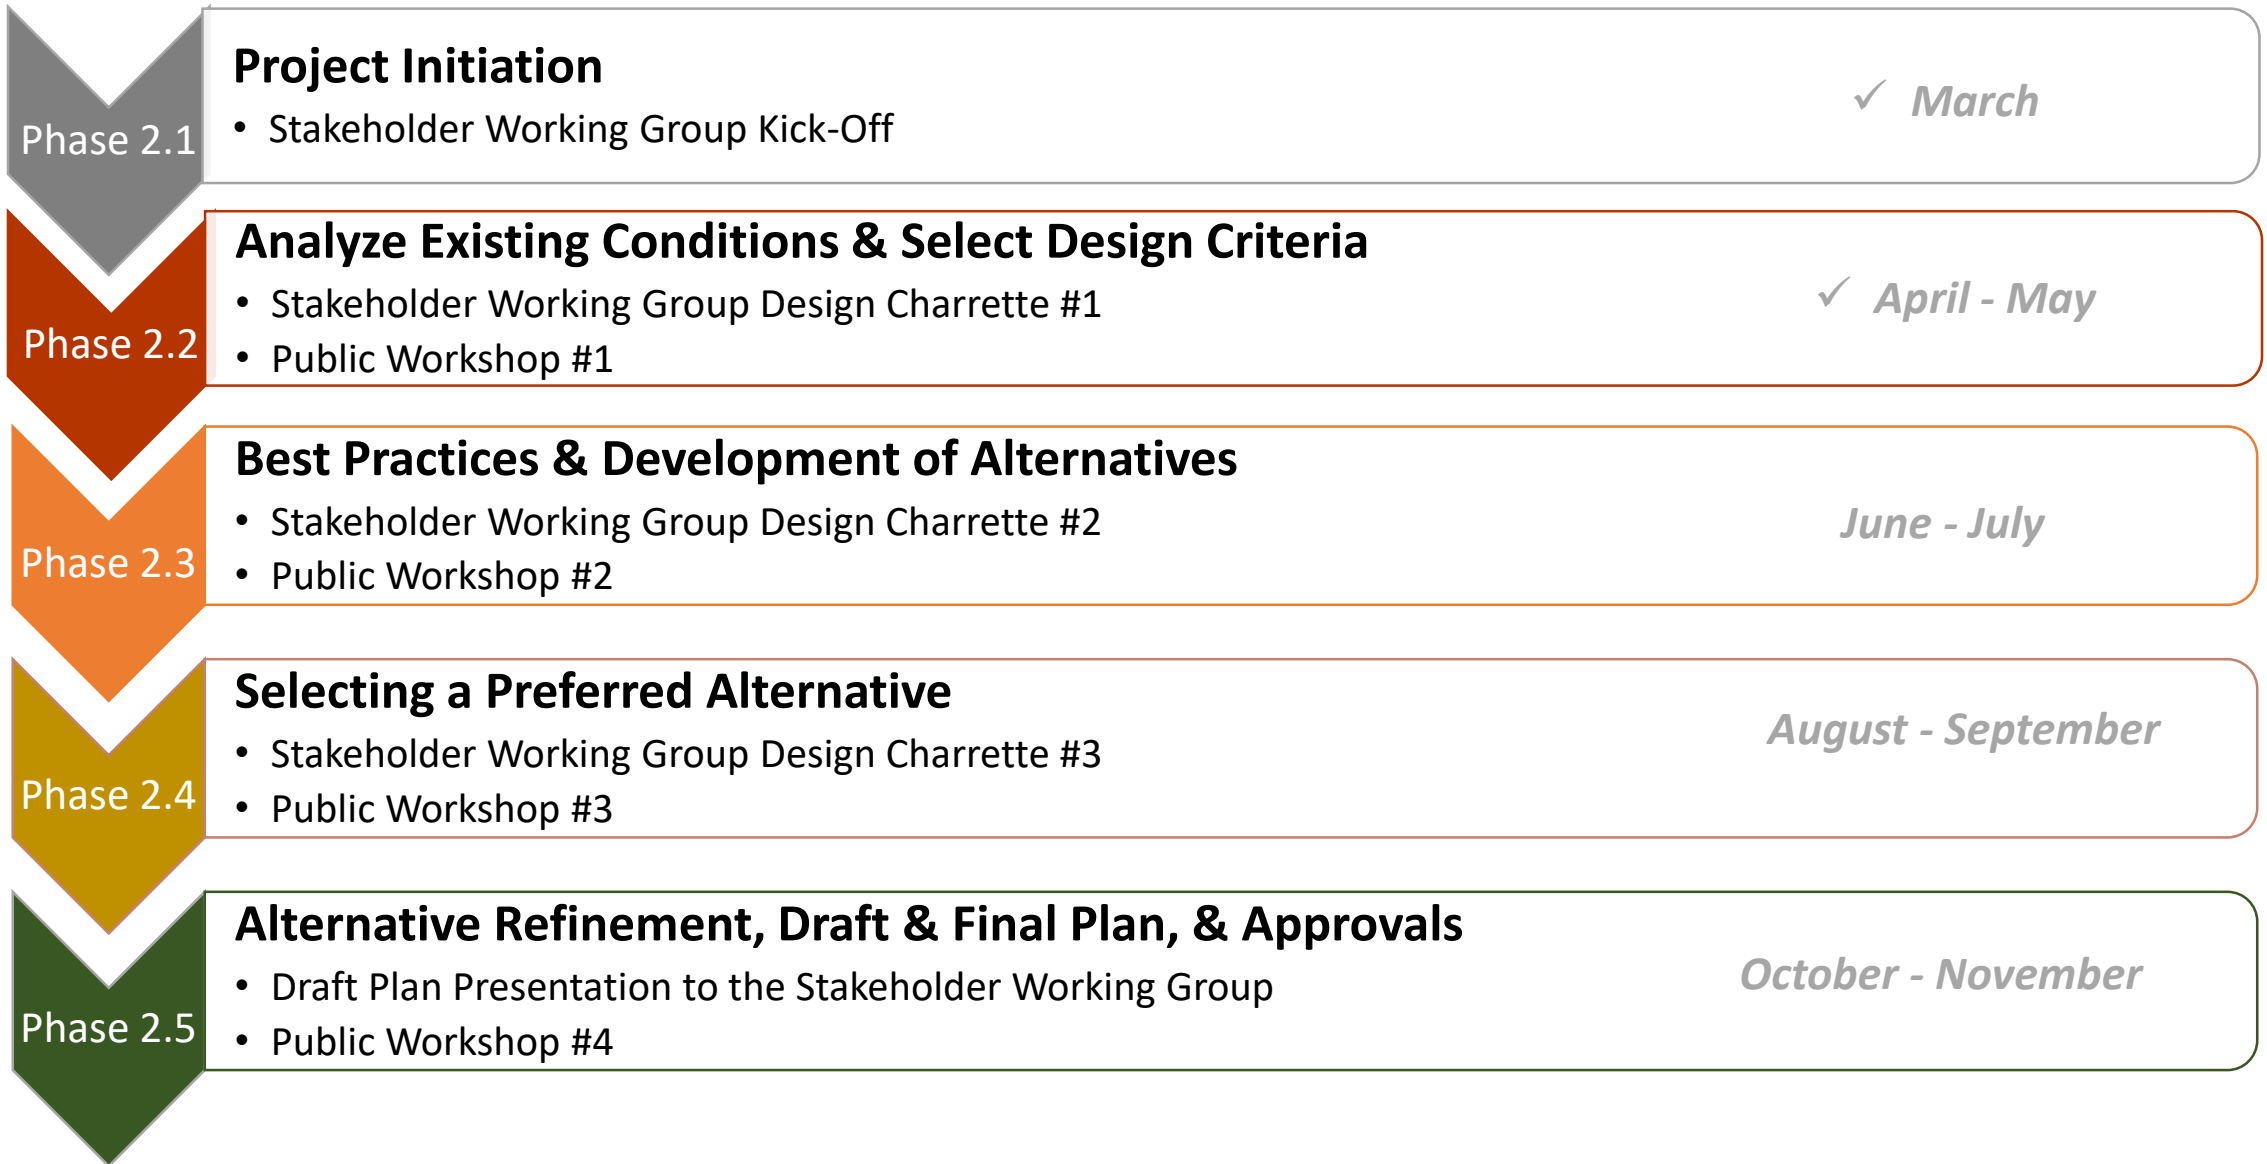 Phase 2.1
Project Initiation
• Stakeholder Working Group Kick-Off
✓ March
Phase 2.2
Analyze Existing Conditions & Select Design Criteria
• Stakeholder Working Group Design Charrette #1
• Public Workshop #1
✓ April - May
Phase 2.3
Best Practices & Development of Alternatives
• Stakeholder Working Group Design Charrette #2
• Public Workshop #2
June - July
Phase 2.4
Selecting a Preferred Alternative
• Stakeholder Working Group Design Charrette #3
• Public Workshop #3
August - September
Phase 2.5
Alternative Refinement, Draft & Final Plan, & Approvals
• Draft Plan Presentation to the Stakeholder Working Group
• Public Workshop #4
October - November